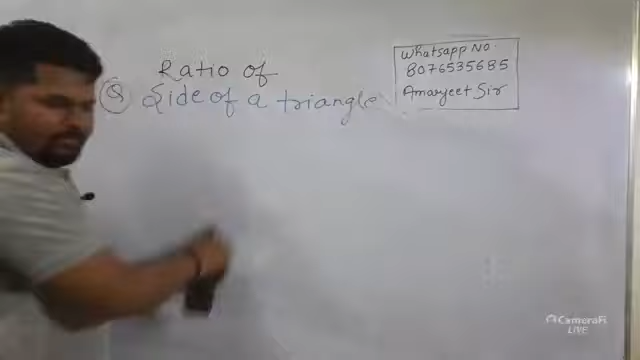 Ratio of
Q Side of a triangle
Whatsapp No.
8076535685
Amarjeet Sir
CameraFi
LIVE